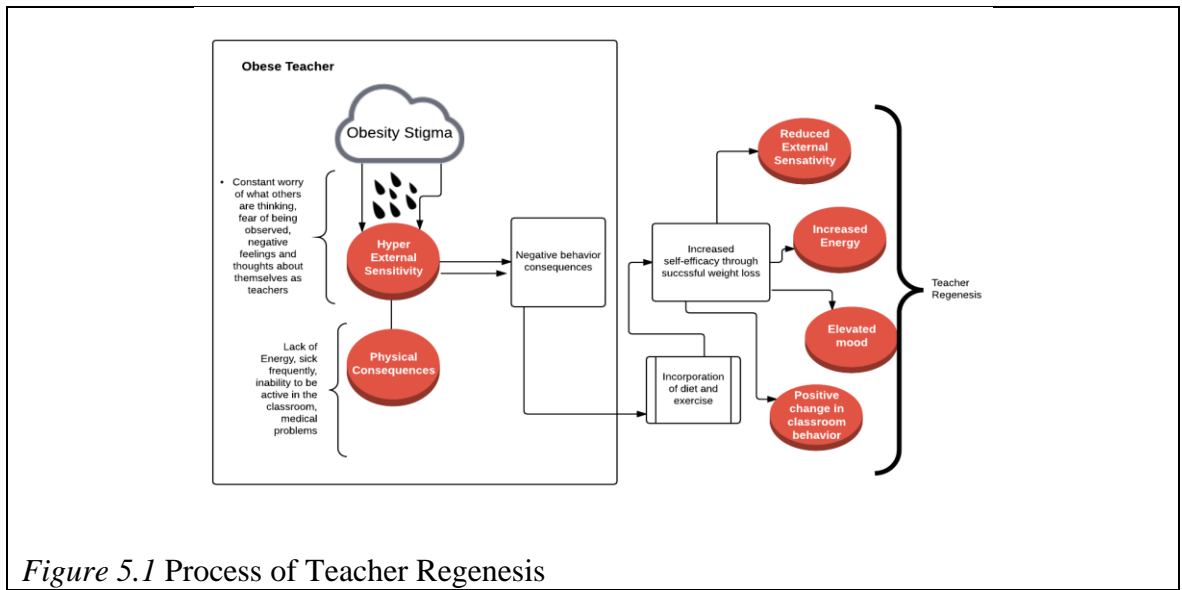 Obese Teacher
Obesity Stigma
• Constant worry
of what others
are thinking,
fear of being
observed,
negative
feelings and
thoughts about
themselves as
teachers
Hyper
External
Sensitivity
Lack of
Energy, sick
frequently,
inability to be
active in the
classroom,
medical
problems
Physical
Consequences
Negative behavior
consequences
Incorporation
of diet and
exercise
Increased
self-efficacy through
succssful weight loss
Reduced
External
Sensativity
Increased
Energy
Elevated
mood
Positive
change in
classroom
behavior
Teacher
Regenesis
Figure 5.1 Process of Teacher Regenesis